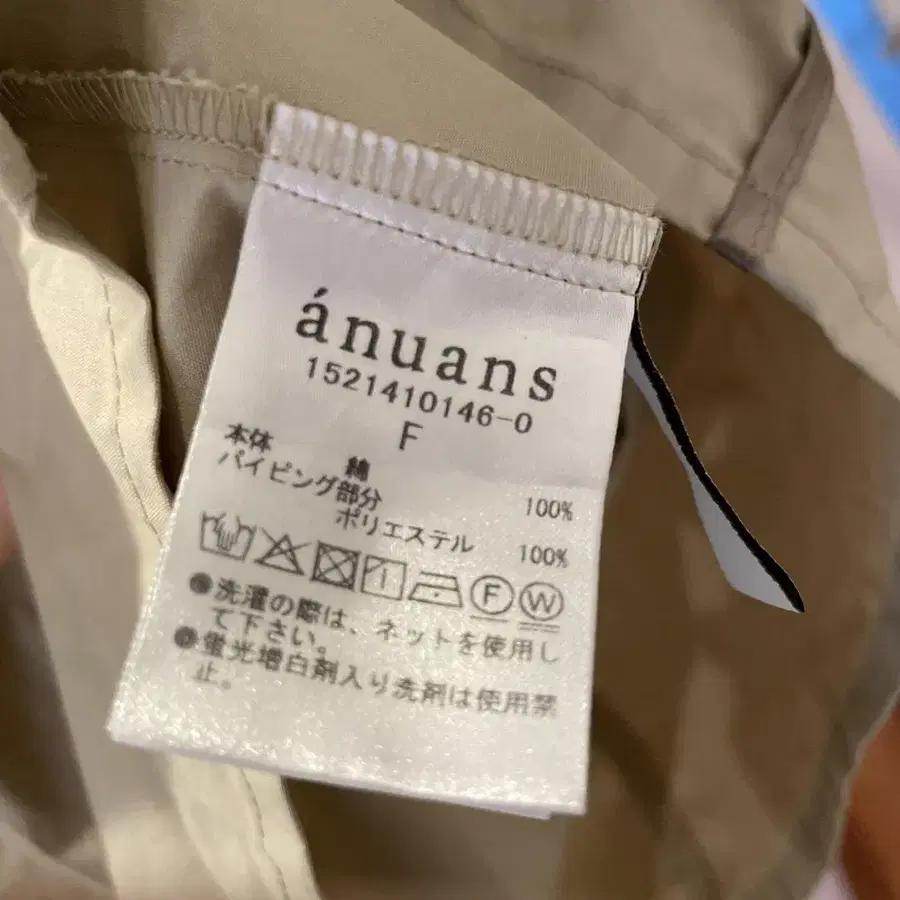 ánuans
1521410146-0
F
本体
綿 100%
パイピング部分
ポリエステル 100%
F W
●洗濯の際は、ネットを使用し
て下さい。
●蛍光増白剤入り洗剤は使用禁
止。